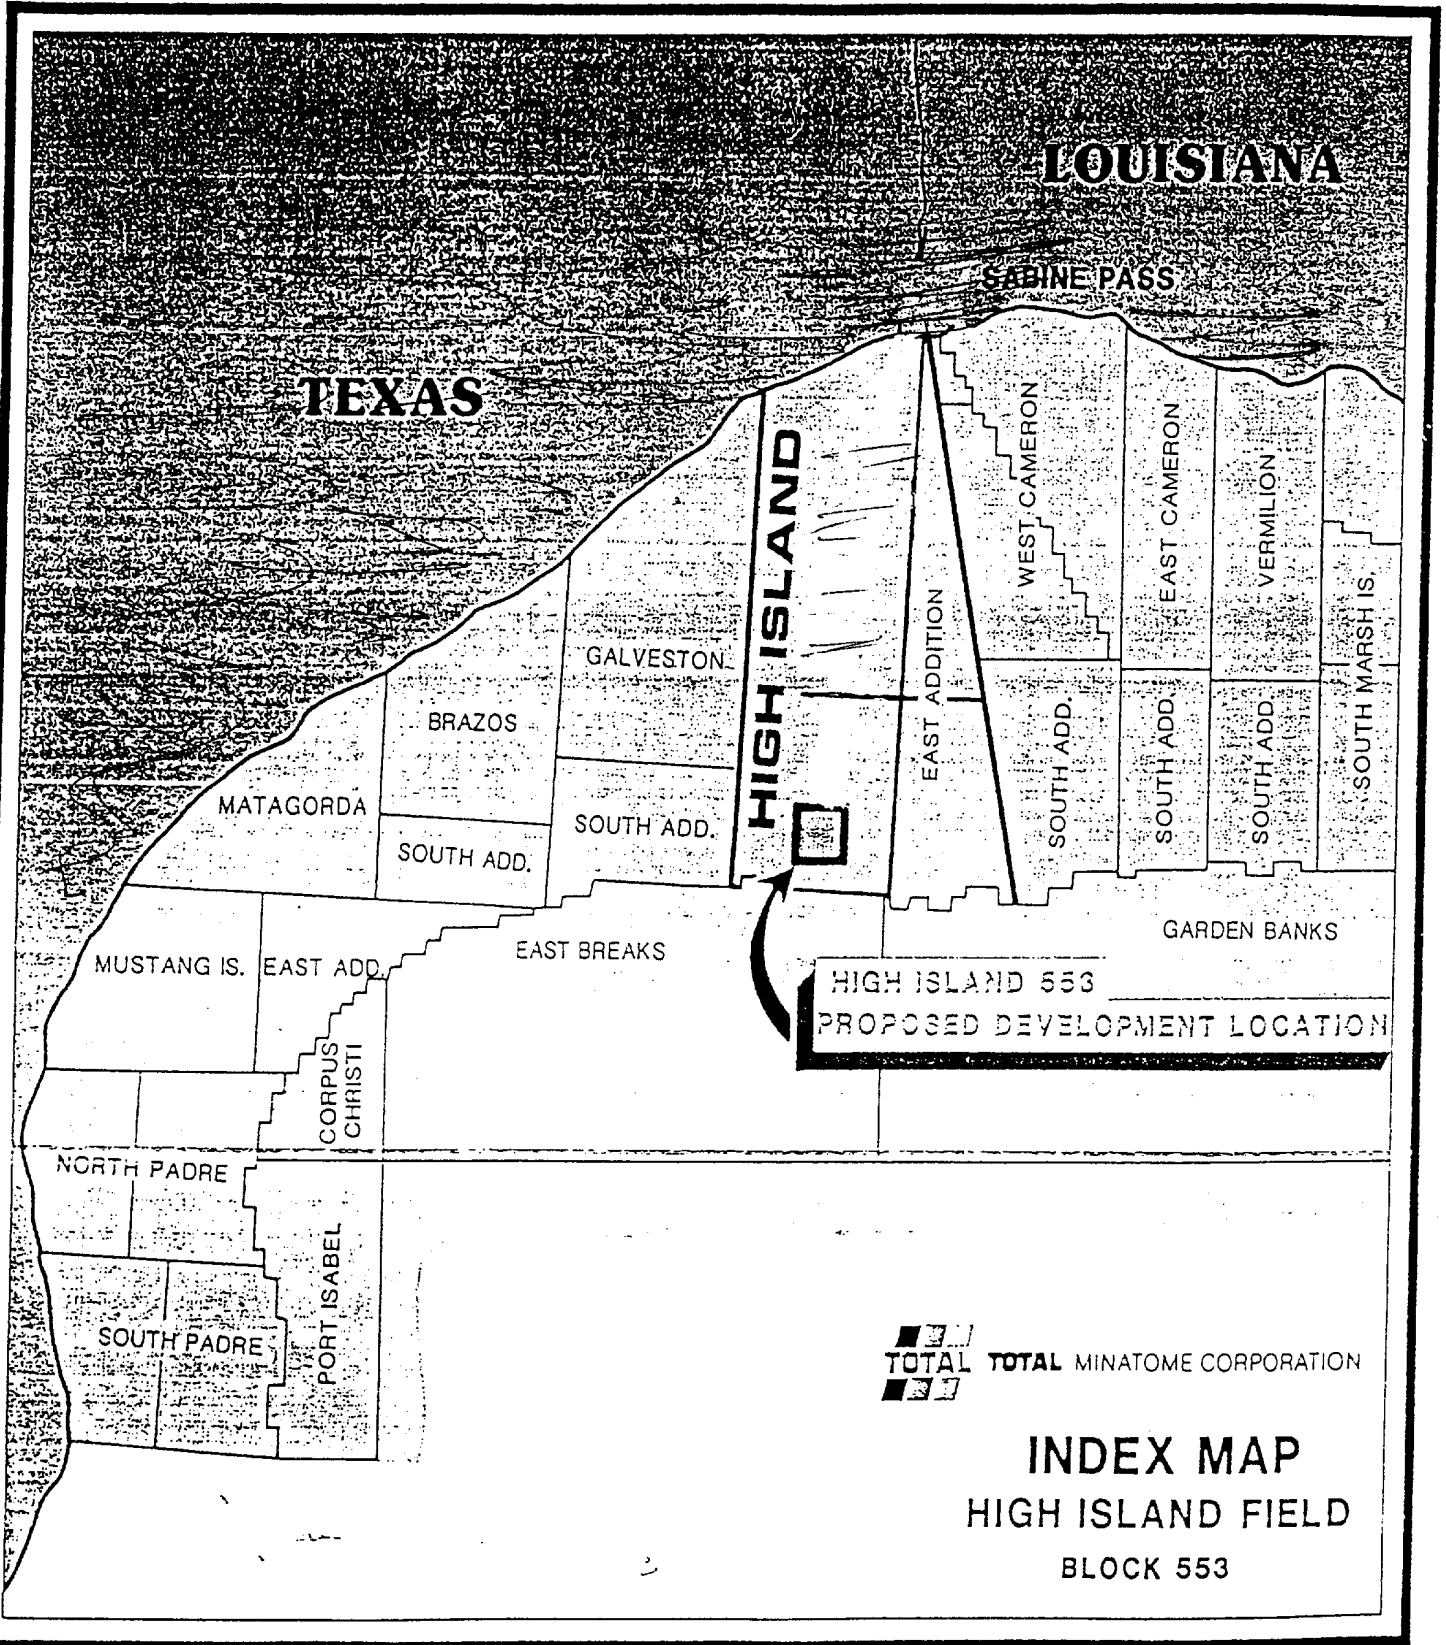 LOUISIANA
SABINE PASS
TEXAS
HIGH ISLAND
WEST CAMERON
EAST CAMERON
VERMILION
SOUTH MARSH IS.
EAST ADDITION
GALVESTON
BRAZOS
MATAGORDA
SOUTH ADD.
SOUTH ADD.
SOUTH ADD.
SOUTH ADD.
SOUTH ADD.
MUSTANG IS.
EAST ADD.
EAST BREAKS
GARDEN BANKS
HIGH ISLAND 553
PROPOSED DEVELOPMENT LOCATION
CORPUS
CHRISTI
NORTH PADRE
PORT ISABEL
SOUTH PADRE
TOTAL TOTAL MINATOME CORPORATION
INDEX MAP
HIGH ISLAND FIELD
BLOCK 553